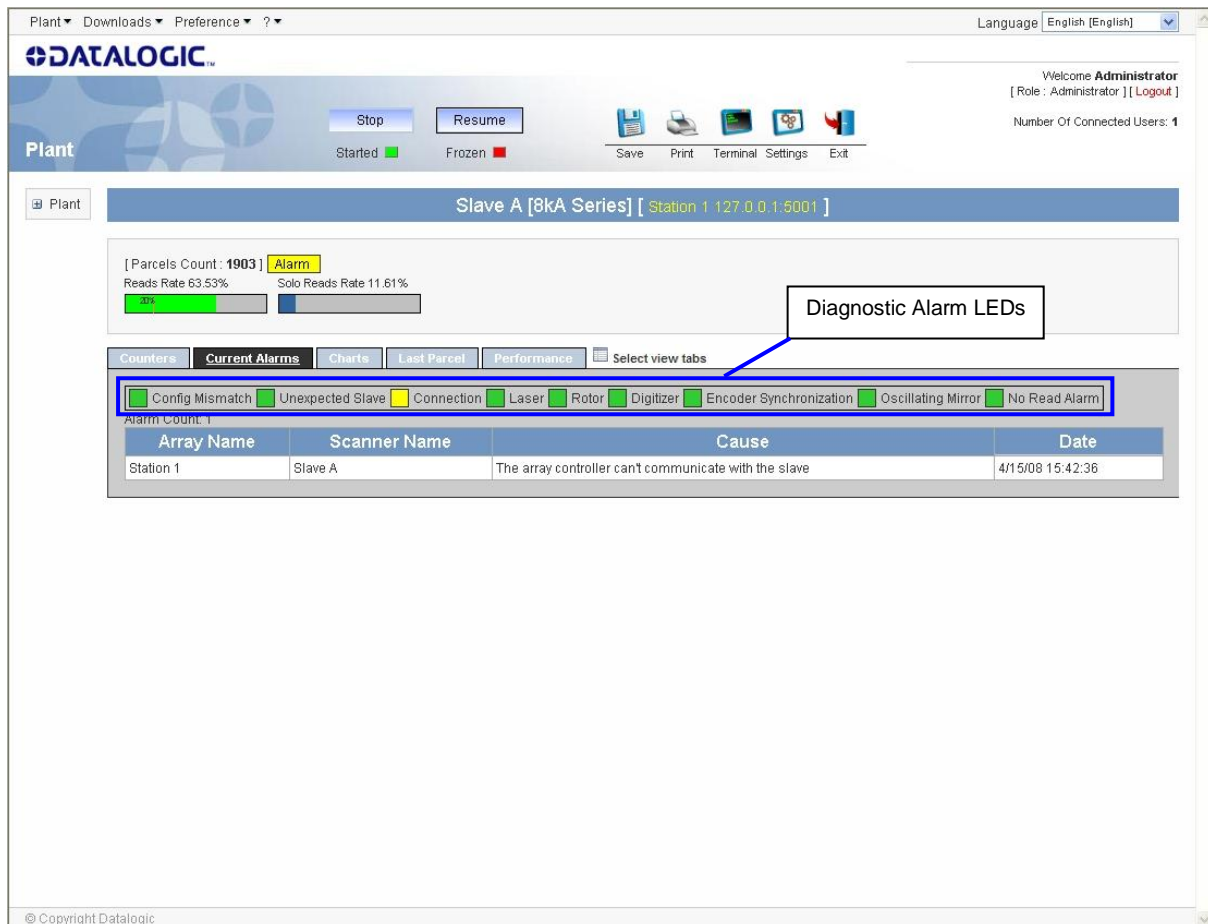 Plant Downloads Preference ? Language English [English]
DATALOGIC™
Welcome Administrator
[ Role : Administrator ] [ Logout ]
Number Of Connected Users: 1
Stop Resume
Plant
Started Frozen Save Print Terminal Settings Exit
Plant
Slave A [8kA Series] [ Station 1 127.0.0.1:5001 ]
[ Parcels Count : 1903 ] Alarm
Reads Rate 63.53% Solo Reads Rate 11.61%
20%
Diagnostic Alarm LEDs
Counters Current Alarms Charts Last Parcel Performance Select view tabs
Config Mismatch Unexpected Slave Connection Laser Rotor Digitizer Encoder Synchronization Oscillating Mirror No Read Alarm
Alarm Count: 1
Array Name Scanner Name Cause Date
Station 1 Slave A The array controller can't communicate with the slave 4/15/08 15:42:36
© Copyright Datalogic